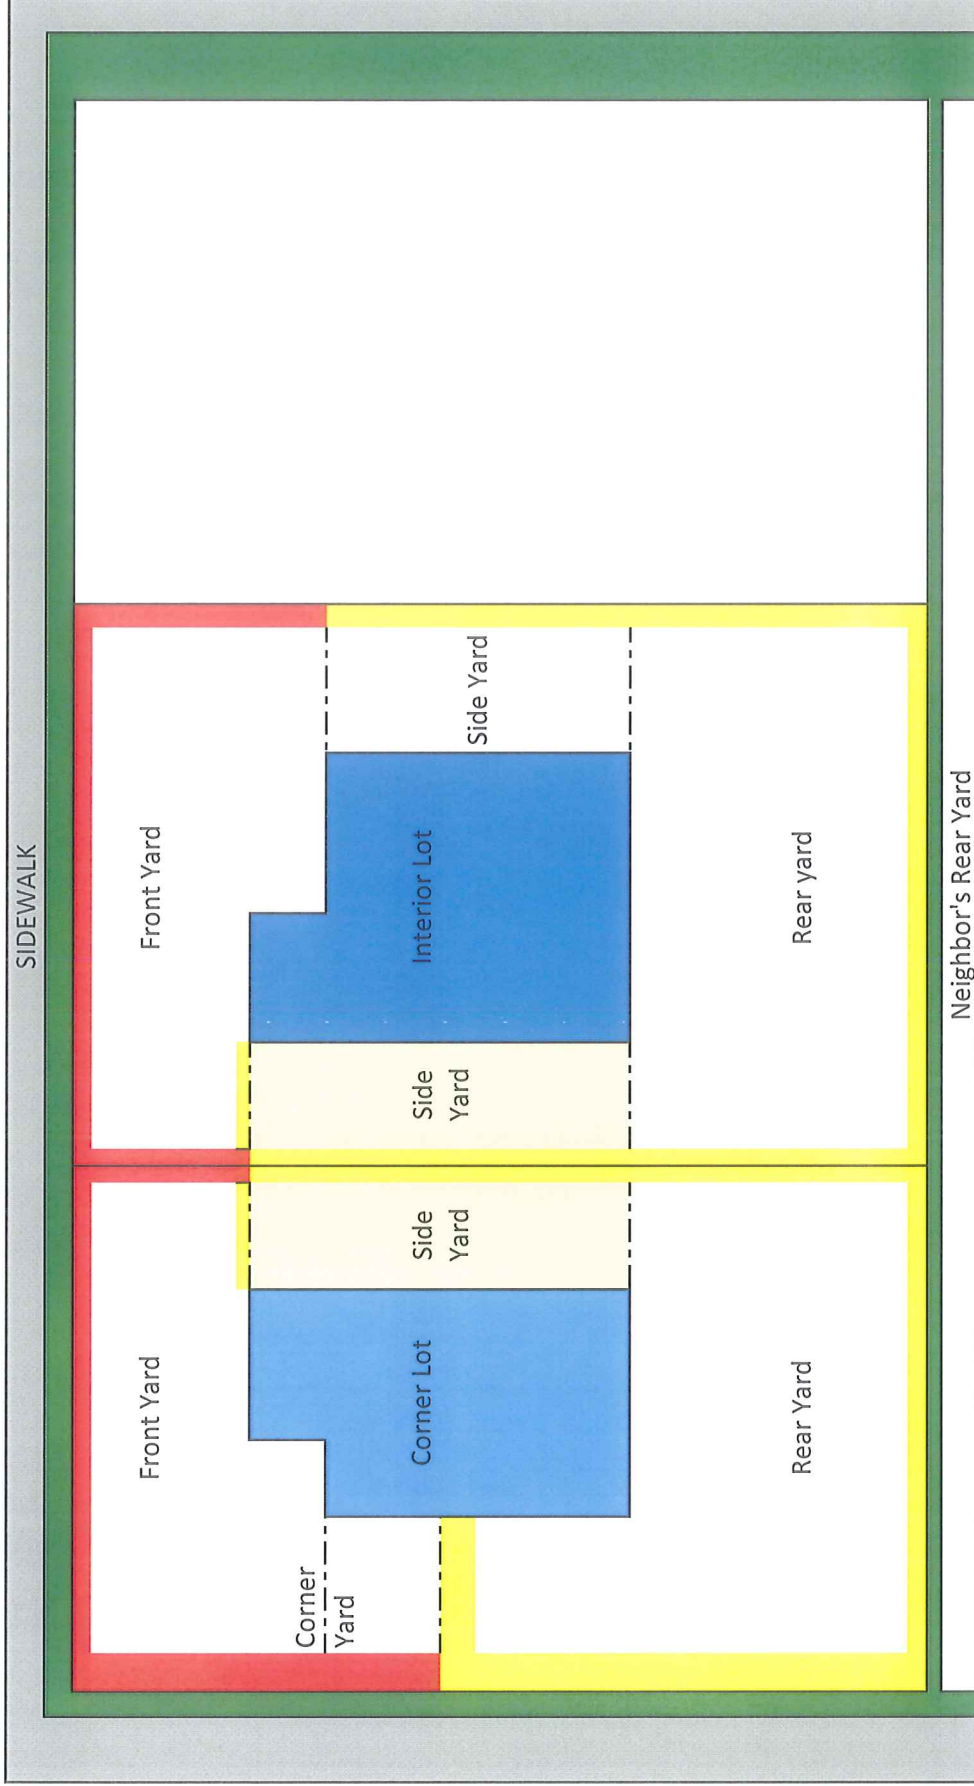 SIDEWALK
Front Yard
Front Yard
Corner
Yard
Corner Lot
Side
Yard
Side
Yard
Interior Lot
Side Yard
Rear Yard
Rear yard
Neighbor's Rear Yard